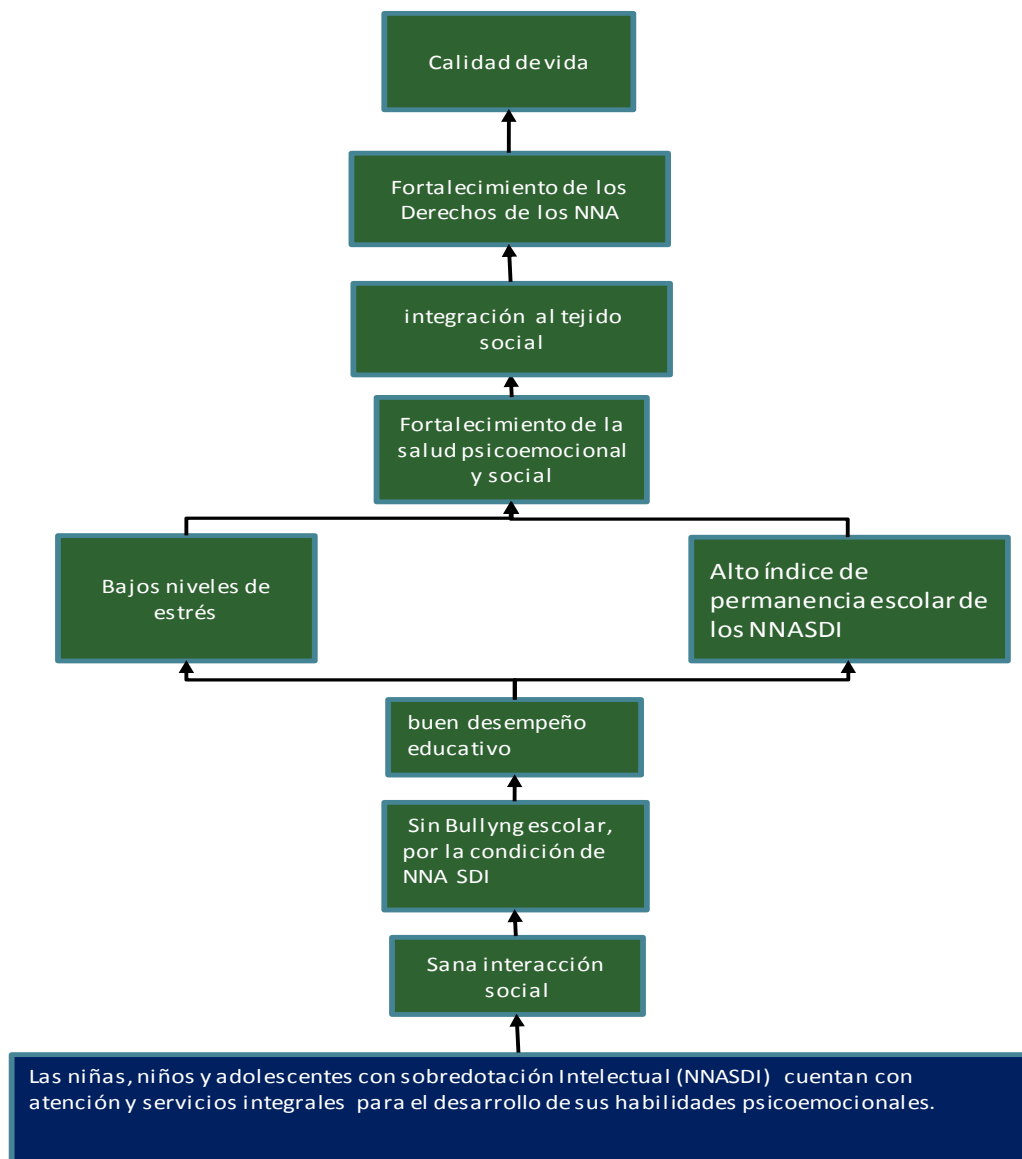 Calidad de vida
Fortalecimiento de los
Derechos de los NNA
integración al tejido
social
Fortalecimiento de la
salud psicoemocional
y social
Bajos niveles de
estrés
Alto índice de
permanencia escolar de
los NNASDI
buen desempeño
educativo
Sin Bullyng escolar,
por la condición de
NNA SDI
Sana interacción
social
Las niñas, niños y adolescentes con sobredotación Intelectual (NNASDI) cuentan con
atención y servicios integrales para el desarrollo de sus habilidades psicoemocionales.